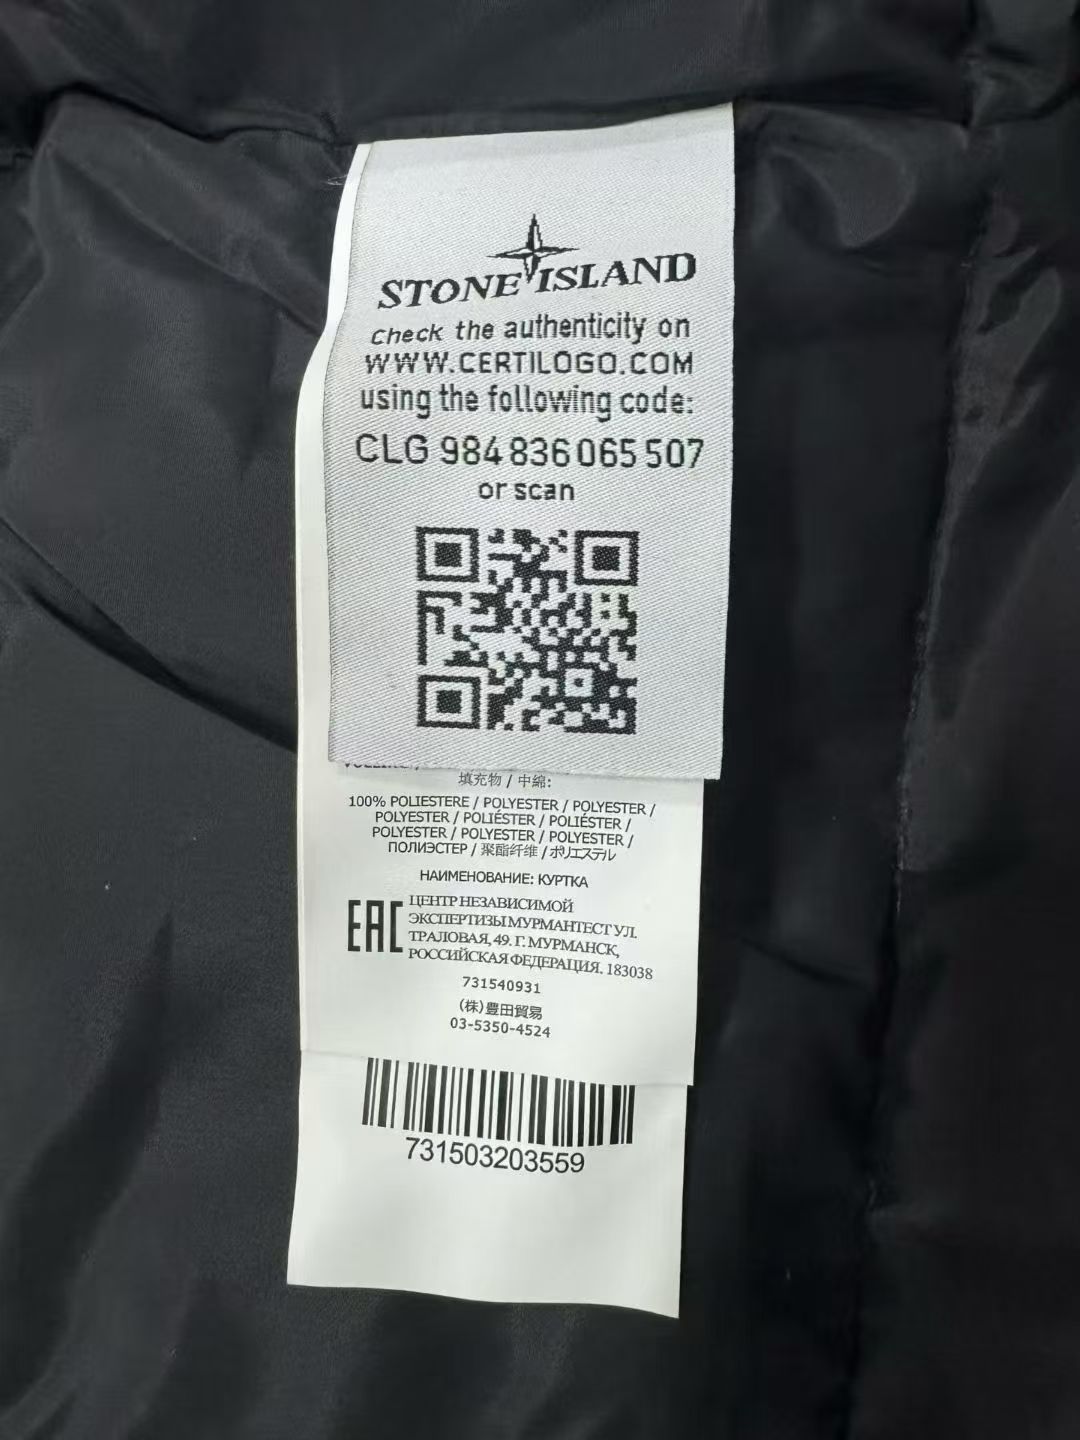 STONE ISLAND
Check the authenticity on
WWW.CERTILOGO.COM
using the following code:
CLG 984 836 065 507
or scan
填充物 / 中綿:
100% POLIESTERE / POLYESTER / POLYESTER /
POLYESTER / POLIÉSTER / POLIÉSTER /
POLYESTER / POLYESTER / POLYESTER /
ПОЛИЭСТЕР / 聚酯纤维 / ポリエステル
НАИМЕНОВАНИЕ: КУРТКА
EAC
ЦЕНТР НЕЗАВИСИМОЙ
ЭКСПЕРТИЗЫ МУРМАНТЕСТ УЛ.
ТРАЛОВАЯ, 49. Г. МУРМАНСК,
РОССИЙСКАЯ ФЕДЕРАЦИЯ. 183038
731540931
(株)豊田貿易
03-5350-4524
731503203559